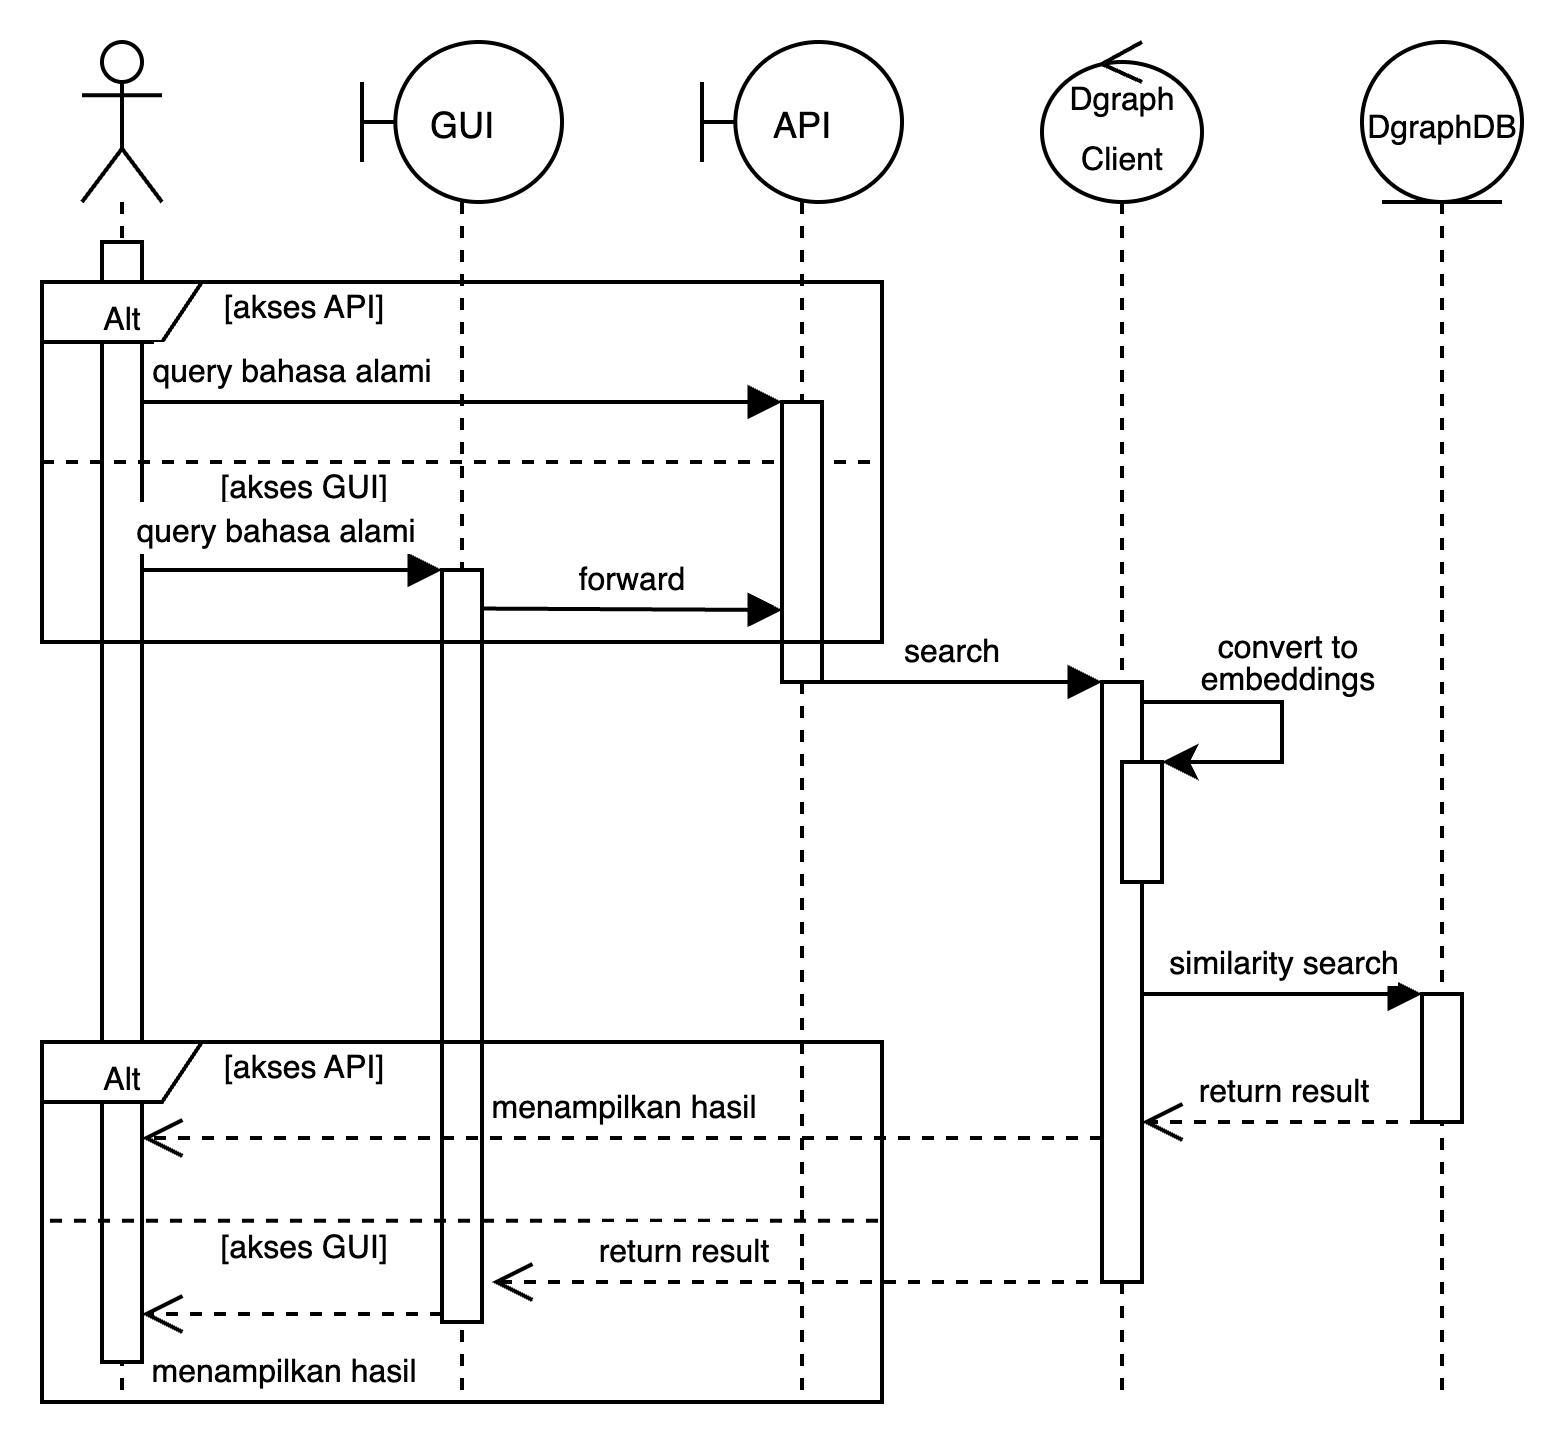 GUI
API
Dgraph
Client
DgraphDB
Alt
[akses API]
query bahasa alami
[akses GUI]
query bahasa alami
forward
search
convert to
embeddings
similarity search
Alt
[akses API]
return result
menampilkan hasil
[akses GUI]
return result
menampilkan hasil